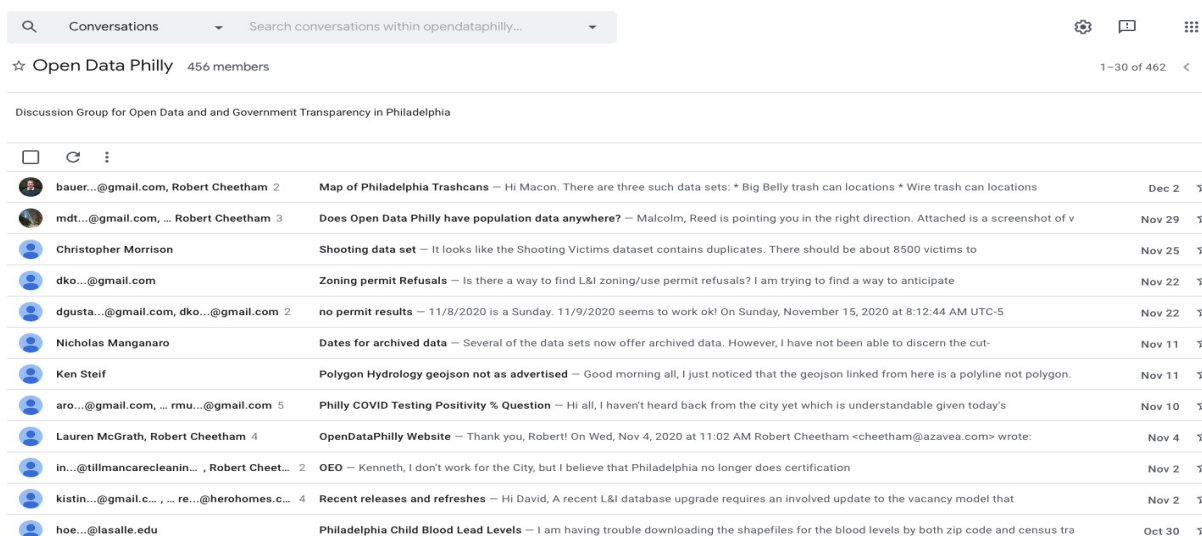 Conversations Search conversations within opendataphilly...
Open Data Philly 456 members 1–30 of 462
Discussion Group for Open Data and and Government Transparency in Philadelphia
bauer...@gmail.com, Robert Cheetham 2 Map of Philadelphia Trashcans – Hi Macon. There are three such data sets: * Big Belly trash can locations * Wire trash can locations Dec 2
mdt...@gmail.com, ... Robert Cheetham 3 Does Open Data Philly have population data anywhere? – Malcolm, Reed is pointing you in the right direction. Attached is a screenshot of v Nov 29
Christopher Morrison Shooting data set – It looks like the Shooting Victims dataset contains duplicates. There should be about 8500 victims to Nov 25
dko...@gmail.com Zoning permit Refusals – Is there a way to find L&I zoning/use permit refusals? I am trying to find a way to anticipate Nov 22
dgusta...@gmail.com, dko...@gmail.com 2 no permit results – 11/8/2020 is a Sunday. 11/9/2020 seems to work ok! On Sunday, November 15, 2020 at 8:12:44 AM UTC-5 Nov 22
Nicholas Manganaro Dates for archived data – Several of the data sets now offer archived data. However, I have not been able to discern the cut- Nov 11
Ken Steif Polygon Hydrology geojson not as advertised – Good morning all, I just noticed that the geojson linked from here is a polyline not polygon. Nov 11
aro...@gmail.com, ... rmu...@gmail.com 5 Philly COVID Testing Positivity % Question – Hi all, I haven't heard back from the city yet which is understandable given today's Nov 10
Lauren McGrath, Robert Cheetham 4 OpenDataPhilly Website – Thank you, Robert! On Wed, Nov 4, 2020 at 11:02 AM Robert Cheetham <cheetham@azavea.com> wrote: Nov 4
in...@tillmancarecleanin... , Robert Cheet... 2 OEO – Kenneth, I don't work for the City, but I believe that Philadelphia no longer does certification Nov 2
kistin...@gmail.c... , ... re...@herohomes.c... 4 Recent releases and refreshes – Hi David, A recent L&I database upgrade requires an involved update to the vacancy model that Nov 2
hoe...@lasalle.edu Philadelphia Child Blood Lead Levels – I am having trouble downloading the shapefiles for the blood levels by both zip code and census tra Oct 30